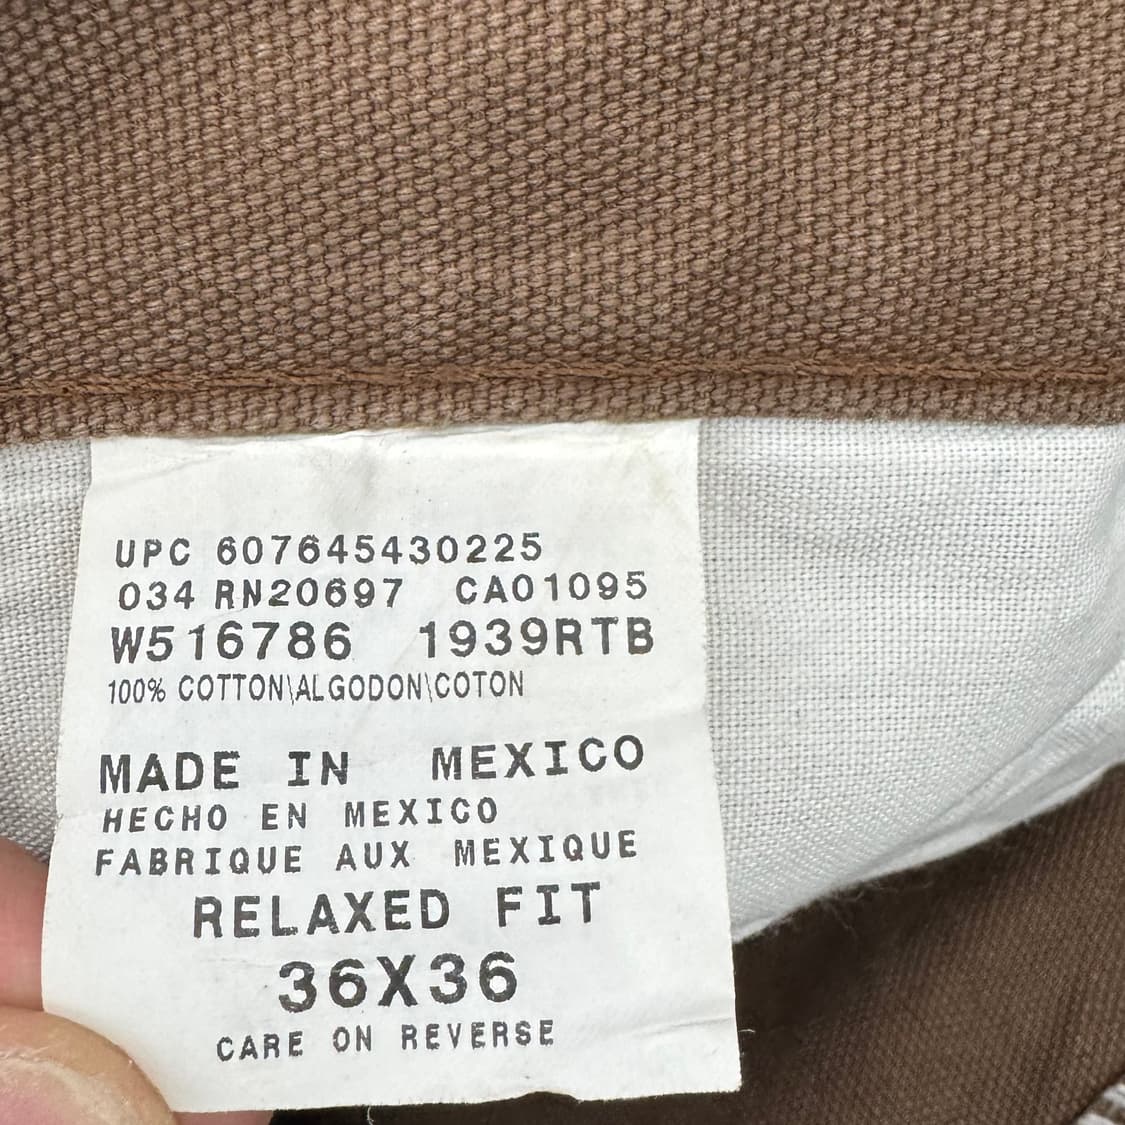 UPC 607645430225
034 RN20697 CA01095
W516786 1939RTB
100% COTTON\ALGODON\COTON
MADE IN MEXICO
HECHO EN MEXICO
FABRIQUE AUX MEXIQUE
RELAXED FIT
36X36
CARE ON REVERSE